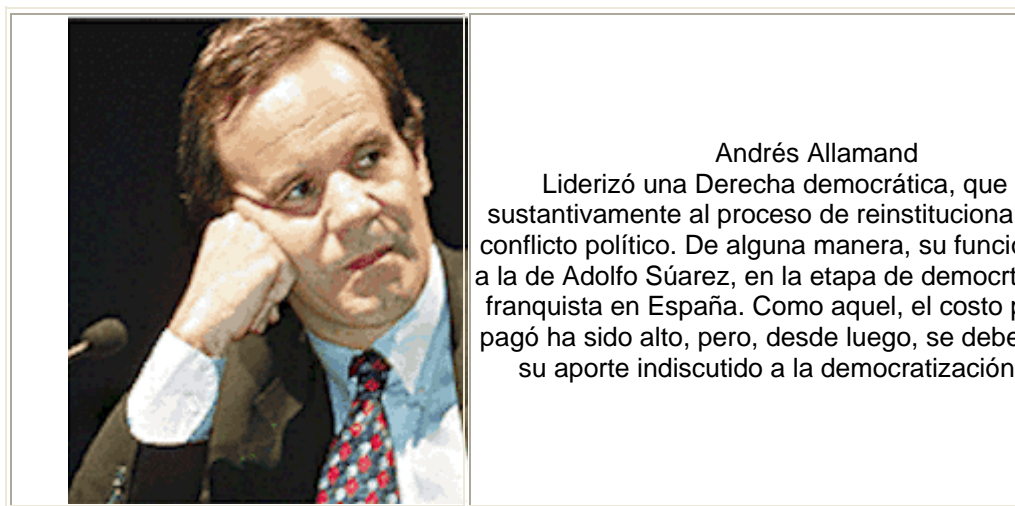 Andrés Allamand
Liderizó una Derecha democrática, que
sustantivamente al proceso de reinstituciona
conflicto político. De alguna manera, su funci
a la de Adolfo Súarez, en la etapa de democrt
franquista en España. Como aquel, el costo p
pagó ha sido alto, pero, desde luego, se debe
su aporte indiscutido a la democratización